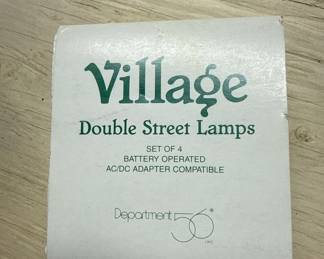 Village
Double Street Lamps
SET OF 4
BATTERY OPERATED
AC/DC ADAPTER COMPATIBLE
Department 56